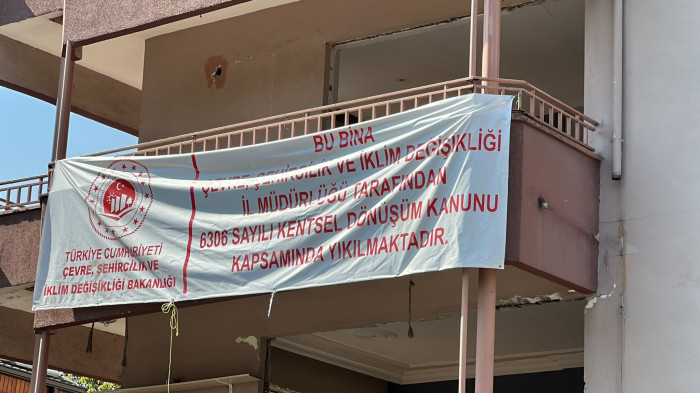 TÜRKİYE CUMHURİYETİ
ÇEVRE, ŞEHİRCİLİK VE
İKLİM DEĞİŞİKLİĞİ BAKANLIĞI
BU BİNA
ÇEVRE, ŞEHİRCİLİK VE İKLİM DEĞİŞİKLİĞİ
İL MÜDÜRLÜĞÜ TARAFINDAN
6306 SAYILI KENTSEL DÖNÜŞÜM KANUNU
KAPSAMINDA YIKILMAKTADIR.